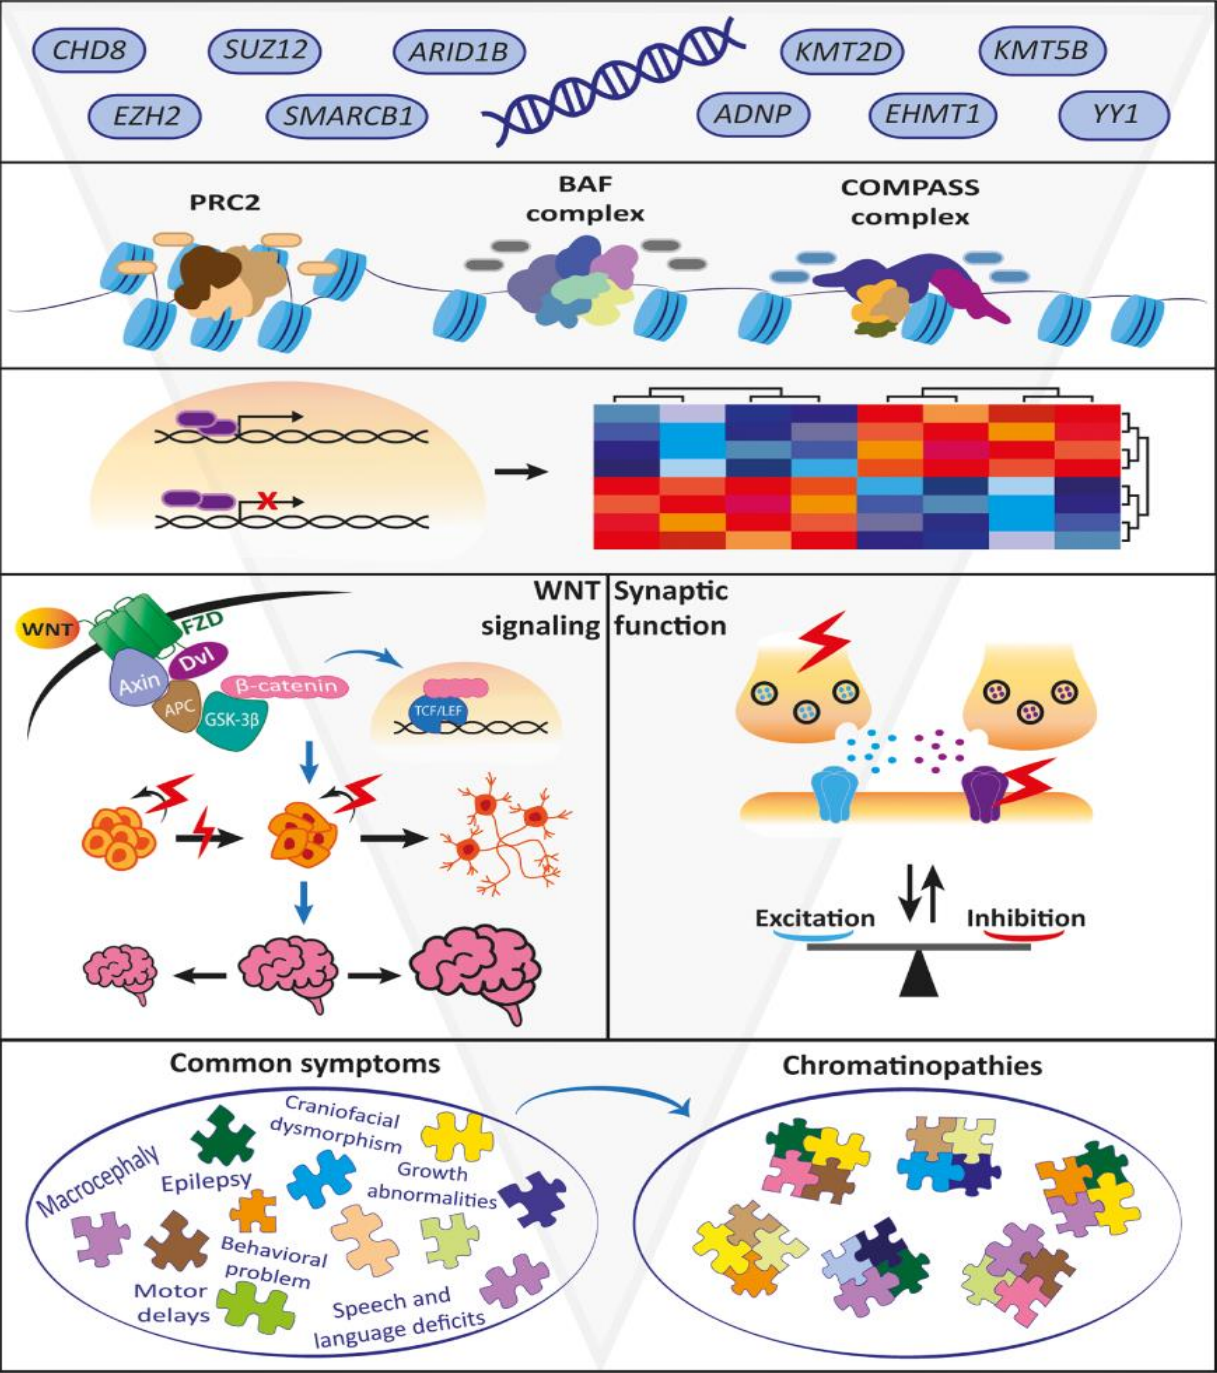 CHD8
SUZ12
ARID1B
KMT2D
KMT5B
EZH2
SMARCB1
ADNP
EHMT1
YY1
PRC2
BAF
complex
COMPASS
complex
X
WNT
signaling
WNT
FZD
Dvl
Axin
APC
GSK-3β
β-catenin
TCF/LEF
Synaptic
function
Excitation
Inhibition
Common symptoms
Macrocephaly
Epilepsy
Craniofacial
dysmorphism
Growth
abnormalities
Behavioral
problem
Motor
delays
Speech and
language deficits
Chromatinopathies